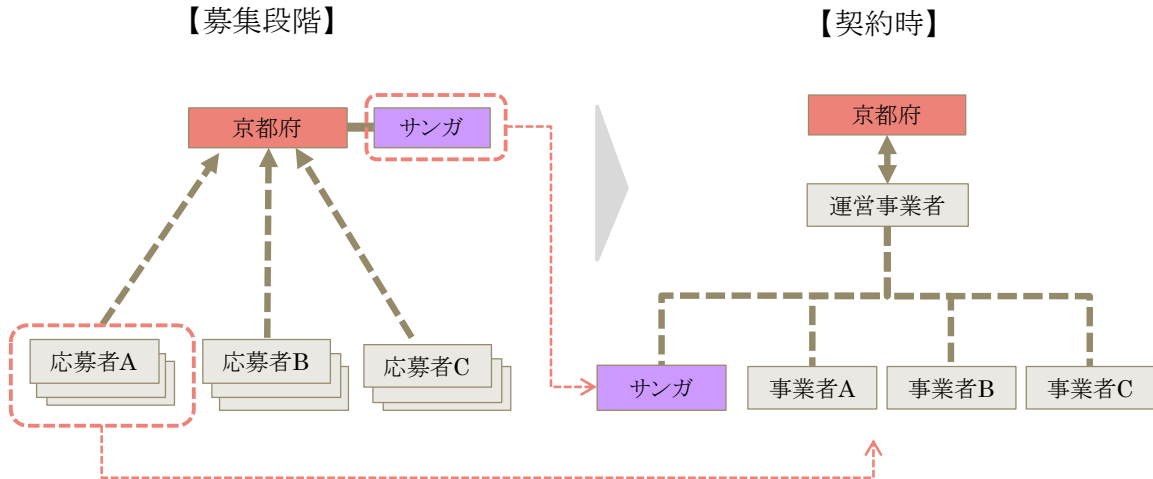 【募集段階】
【契約時】
京都府
サンガ
京都府
運営事業者
応募者A
応募者B
応募者C
サンガ
事業者A
事業者B
事業者C